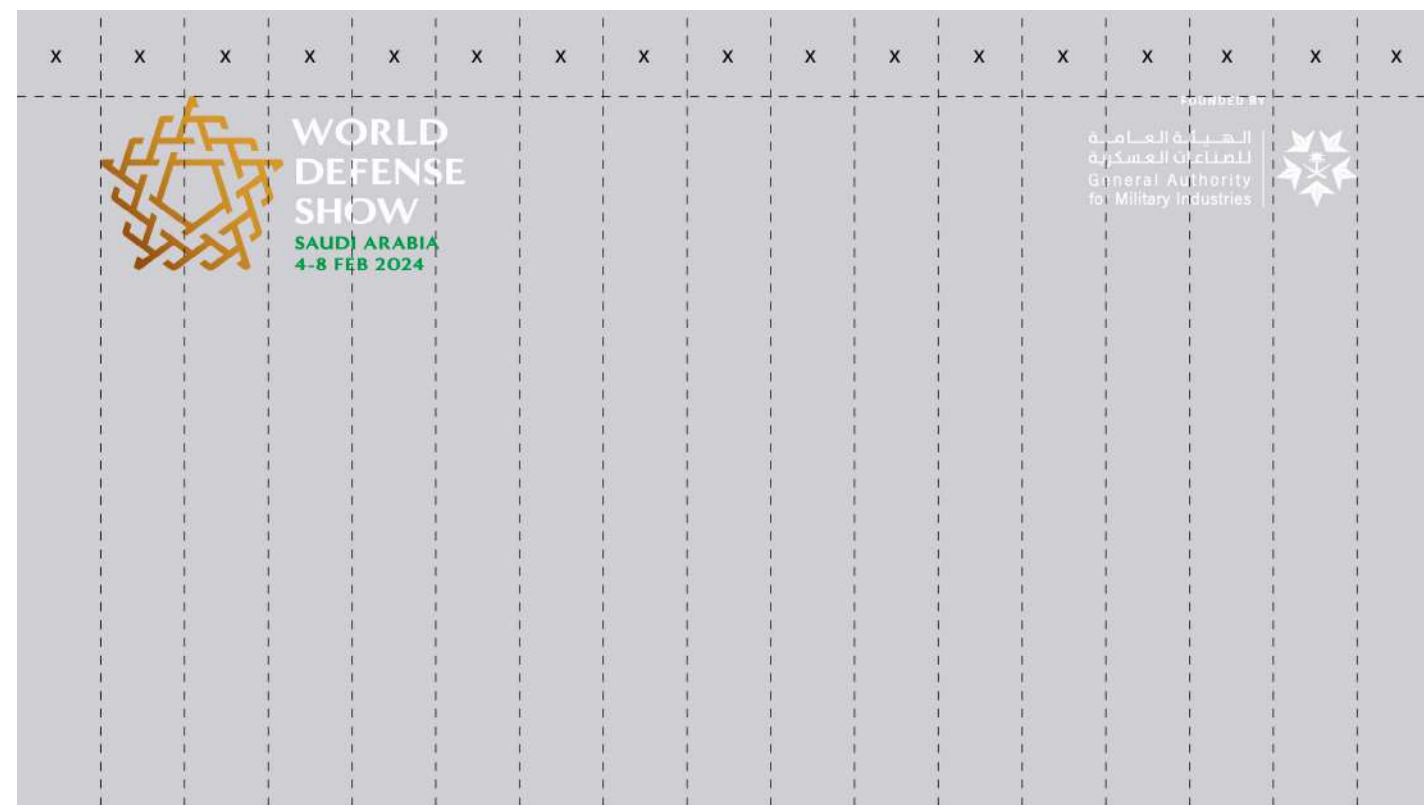 x x x x x x x x x x x x x x x x x
WORLD
DEFENSE
SHOW
SAUDI ARABIA
4-8 FEB 2024
FOUNDED BY
الهيئة العامة
للصناعات العسكرية
General Authority
for Military Industries